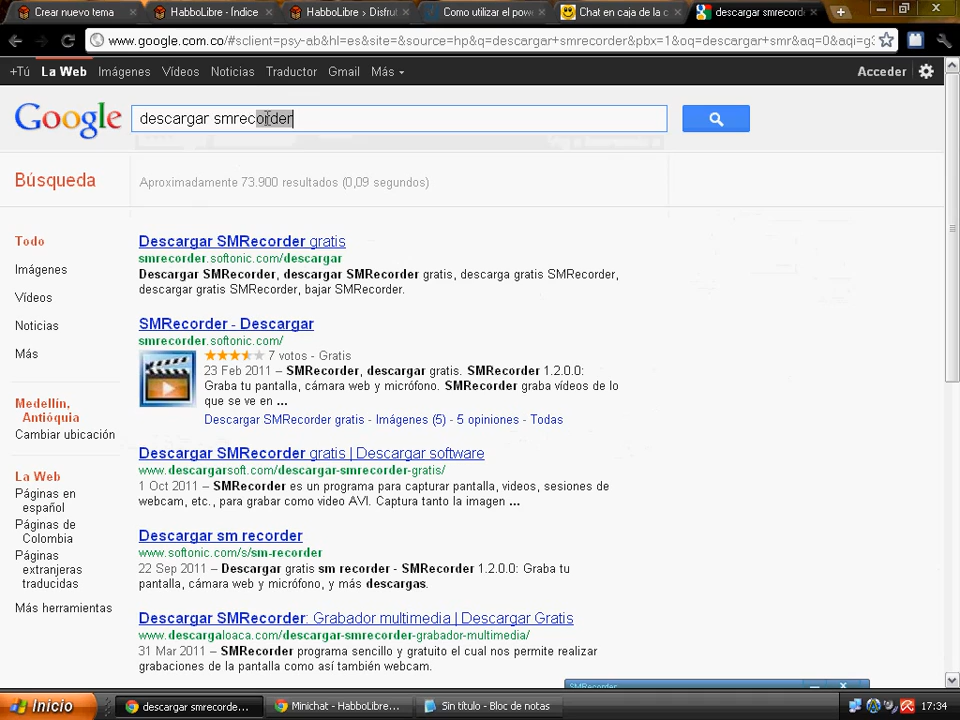 Crear nuevo tema
HabboLibre - Índice
HabboLibre > Disfrut
Como utilizar el pow
Chat en caja de la c
descargar smrecord
www.google.com.co/#sclient=psy-ab&hl=es&site=&source=hp&q=descargar+smrecorder&pbx=1&oq=descargar+smr&aq=0&aqi=g
+Tú La Web Imágenes Vídeos Noticias Traductor Gmail Más Acceder
Google
descargar smrecorder
Búsqueda
Aproximadamente 73.900 resultados (0,09 segundos)
Todo
Imágenes
Vídeos
Noticias
Más
Medellín,
Antióquia
Cambiar ubicación
La Web
Páginas en
español
Páginas de
Colombia
Páginas
extranjeras
traducidas
Más herramientas
Descargar SMRecorder gratis
smrecorder.softonic.com/descargar
Descargar SMRecorder, descargar SMRecorder gratis, descarga gratis SMRecorder,
descargar gratis SMRecorder, bajar SMRecorder.
SMRecorder - Descargar
smrecorder.softonic.com/
7 votos - Gratis
23 Feb 2011 – SMRecorder, descargar gratis. SMRecorder 1.2.0.0:
Graba tu pantalla, cámara web y micrófono. SMRecorder graba vídeos de lo
que se ve en ...
Descargar SMRecorder gratis - Imágenes (5) - 5 opiniones - Todas
Descargar SMRecorder gratis | Descargar software
www.descargarsoft.com/descargar-smrecorder-gratis/
1 Oct 2011 – SMRecorder es un programa para capturar pantalla, videos, sesiones de
webcam, etc., para grabar como video AVI. Captura tanto la imagen ...
Descargar sm recorder
www.softonic.com/s/sm-recorder
22 Sep 2011 – Descargar gratis sm recorder - SMRecorder 1.2.0.0: Graba tu
pantalla, cámara web y micrófono, y más descargas.
Descargar SMRecorder: Grabador multimedia | Descargar Gratis
www.descargaloaca.com/descargar-smrecorder-grabador-multimedia/
31 Mar 2011 – SMRecorder programa sencillo y gratuito el cual nos permite realizar
grabaciones de la pantalla como así también webcam.
SMRecorder
Inicio
descargar smrecorde...
Minichat - HabboLibre...
Sin título - Bloc de notas
17:34